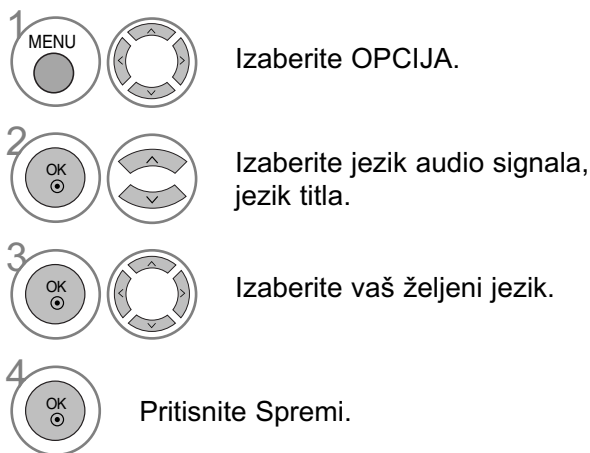 1
MENU
Izaberite OPCIJA.
2
OK
Izaberite jezik audio signala,
jezik titla.
3
OK
Izaberite vaš željeni jezik.
4
OK
Pritisnite Spremi.